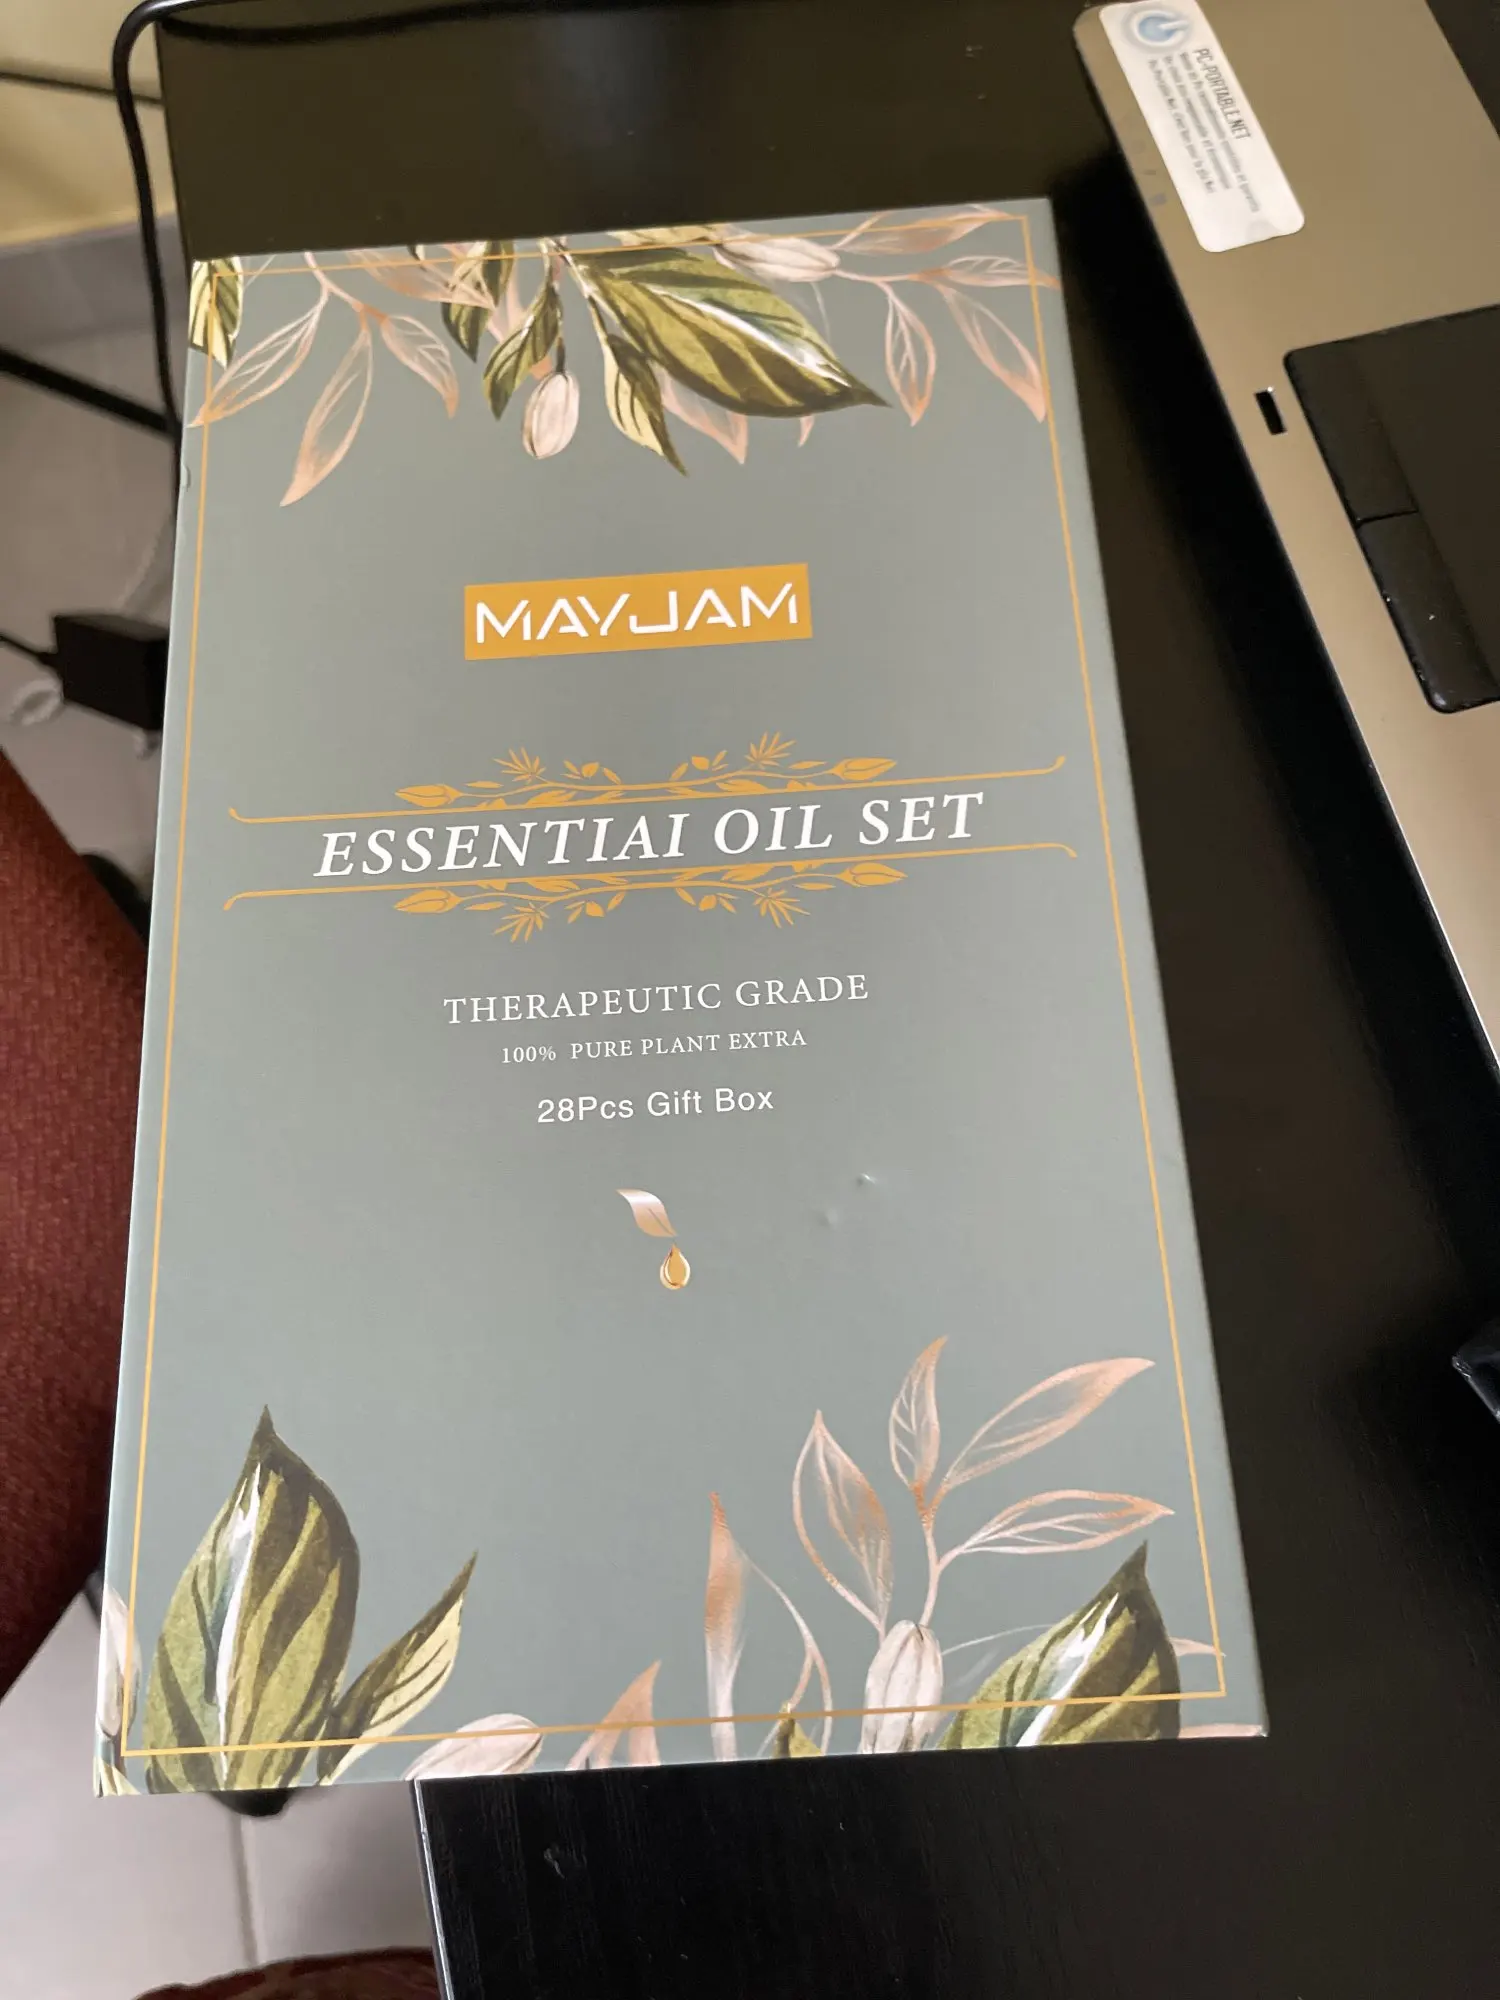 MAYJAM
ESSENTIAI OIL SET
THERAPEUTIC GRADE
100% PURE PLANT EXTRA
28Pcs Gift Box
PC-PORTABLE.NET